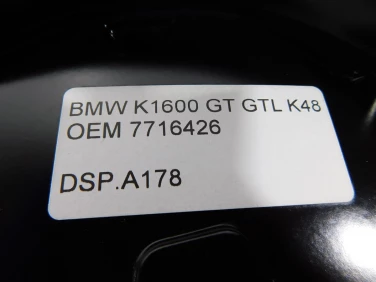 BMW K1600 GT GTL K48
OEM 7716426
DSP.A178